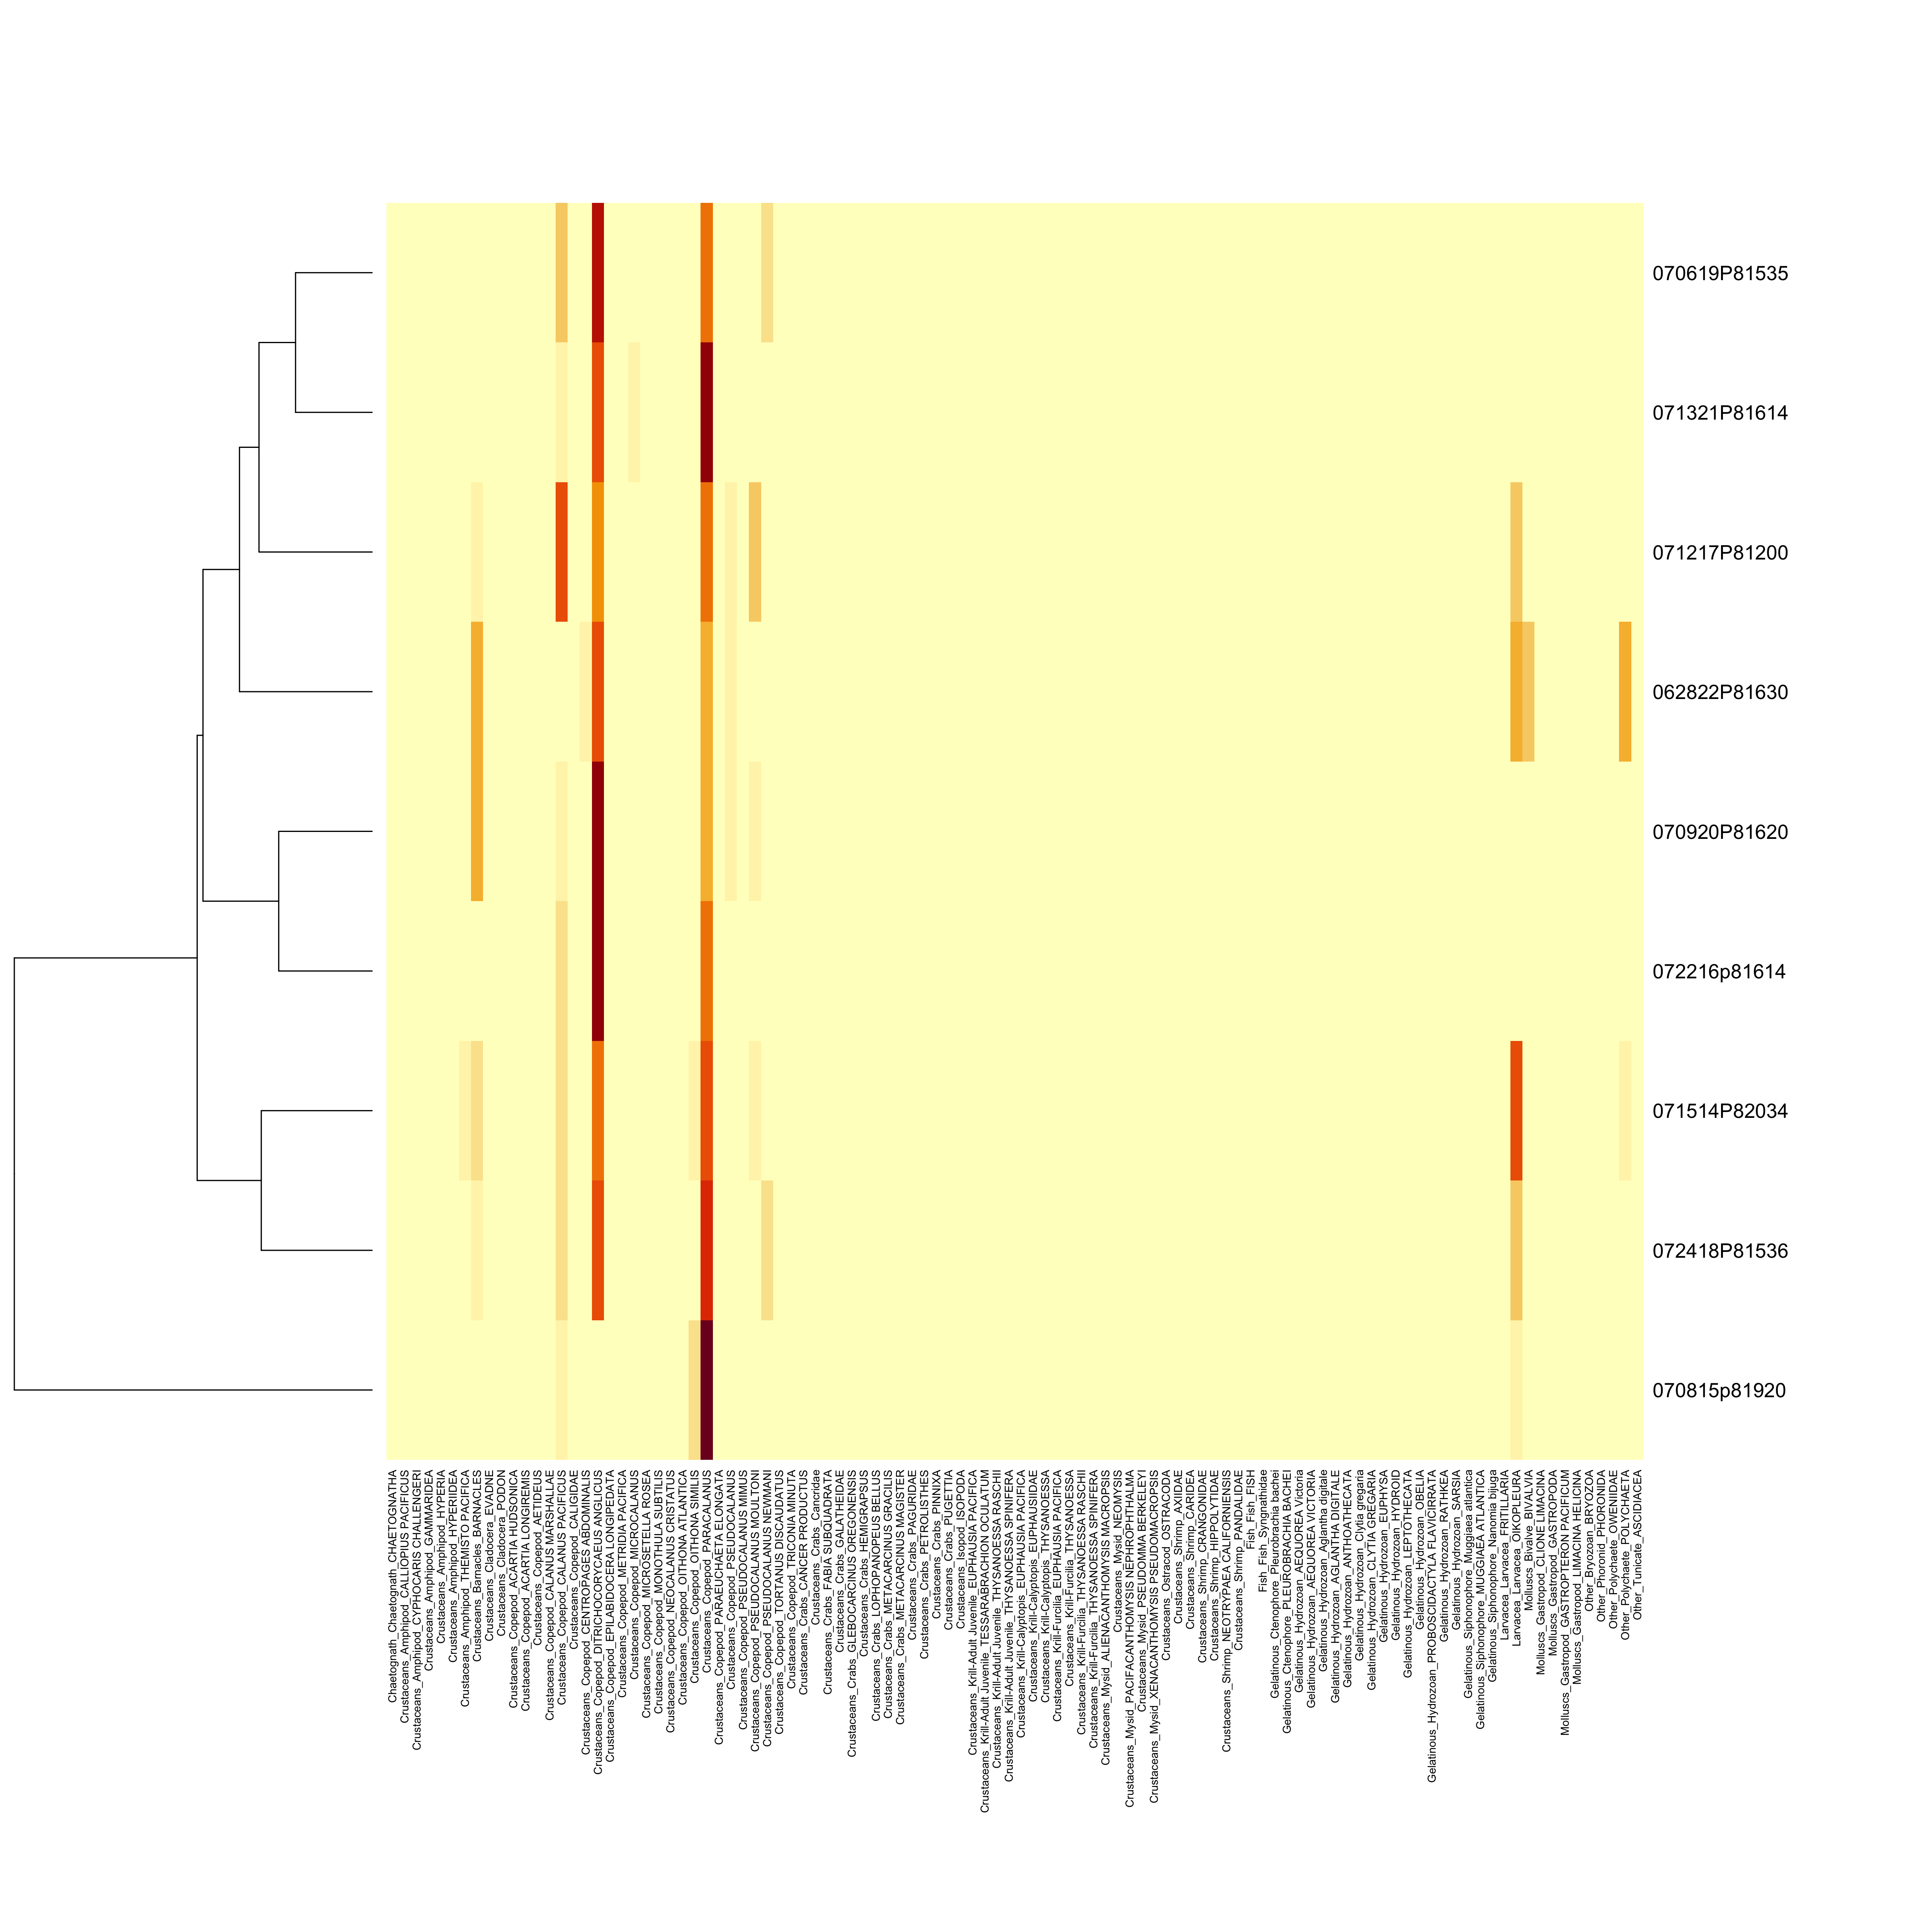 070619P81535
071321P81614
071217P81200
062822P81630
070920P81620
072216p81614
071514P82034
072418P81536
070815p81920
Chaetognath_Chaetognath_CHAETOGNATHA
Crustaceans_Amphipod_CALLIOPIUS PACIFICUS
Crustaceans_Amphipod_CYPHOCARIS CHALLENGERI
Crustaceans_Amphipod_GAMMARIDEA
Crustaceans_Amphipod_HYPERIA
Crustaceans_Amphipod_HYPERIIDEA
Crustaceans_Amphipod_THEMISTO PACIFICA
Crustaceans_Barnacles_BARNACLES
Crustaceans_Cladocera_EVADNE
Crustaceans_Cladocera_PODON
Crustaceans_Copepod_ACARTIA HUDSONICA
Crustaceans_Copepod_ACARTIA LONGIREMIS
Crustaceans_Copepod_AETIDEUS
Crustaceans_Copepod_CALANUS MARSHALLAE
Crustaceans_Copepod_CALANUS PACIFICUS
Crustaceans_Copepod_CALIGIDAE
Crustaceans_Copepod_CENTROPAGES ABDOMINALIS
Crustaceans_Copepod_DITRICHOCORYCAEUS ANGLICUS
Crustaceans_Copepod_EPILABIDOCERA LONGIPEDATA
Crustaceans_Copepod_METRIDIA PACIFICA
Crustaceans_Copepod_MICROCALANUS
Crustaceans_Copepod_MICROSETELLA ROSEA
Crustaceans_Copepod_MONACHILA SUBTILIS
Crustaceans_Copepod_NEOCALANUS CRISTATUS
Crustaceans_Copepod_OITHONA ATLANTICA
Crustaceans_Copepod_OITHONA SIMILIS
Crustaceans_Copepod_PARACALANUS
Crustaceans_Copepod_PARAEUCHAETA ELONGATA
Crustaceans_Copepod_PSEUDOCALANUS
Crustaceans_Copepod_PSEUDOCALANUS MIMUS
Crustaceans_Copepod_PSEUDOCALANUS MOULTONI
Crustaceans_Copepod_PSEUDOCALANUS NEWMANI
Crustaceans_Copepod_TORTANUS DISCAUDATUS
Crustaceans_Copepod_TRICONIA MINUTA
Crustaceans_Crabs_CANCER PRODUCTUS
Crustaceans_Crabs_Cancridae
Crustaceans_Crabs_FABIA SUBQUADRATA
Crustaceans_Crabs_GALATHEIDAE
Crustaceans_Crabs_GLEBOCARCINUS OREGONENSIS
Crustaceans_Crabs_HEMIGRAPSUS
Crustaceans_Crabs_LOPHOPANOPEUS BELLUS
Crustaceans_Crabs_METACARCINUS GRACILIS
Crustaceans_Crabs_METACARCINUS MAGISTER
Crustaceans_Crabs_PAGURIDAE
Crustaceans_Crabs_PETROLISTHES
Crustaceans_Crabs_PINNIXA
Crustaceans_Crabs_PUGETTIA
Crustaceans_Isopod_ISOPODA
Crustaceans_Krill-Adult Juvenile_EUPHAUSIA PACIFICA
Crustaceans_Krill-Adult Juvenile_TESSARABRACHION OCULATUM
Crustaceans_Krill-Adult Juvenile_THYSANOESSA RASCHII
Crustaceans_Krill-Adult Juvenile_THYSANOESSA SPINIFERA
Crustaceans_Krill-Calyptopis_EUPHAUSIA PACIFICA
Crustaceans_Krill-Calyptopis_EUPHAUSIIDAE
Crustaceans_Krill-Calyptopis_THYSANOESSA
Crustaceans_Krill-Furcilia_EUPHAUSIA PACIFICA
Crustaceans_Krill-Furcilia_THYSANOESSA
Crustaceans_Krill-Furcilia_THYSANOESSA RASCHII
Crustaceans_Krill-Furcilia_THYSANOESSA SPINIFERA
Crustaceans_Mysid_ALIENACANTHOMYSIS MACROPSIS
Crustaceans_Mysid_NEOMYSIS
Crustaceans_Mysid_PACIFACANTHOMYSIS NEPHROPHTHALMA
Crustaceans_Mysid_PSEUDOMMA BERKELEYI
Crustaceans_Mysid_XENACANTHOMYSIS PSEUDOMACROPSIS
Crustaceans_Ostracod_OSTRACODA
Crustaceans_Shrimp_AXIIDAE
Crustaceans_Shrimp_CARIDEA
Crustaceans_Shrimp_CRANGONIDAE
Crustaceans_Shrimp_HIPPOLYTIDAE
Crustaceans_Shrimp_NEOTRYPAEA CALIFORNIENSIS
Crustaceans_Shrimp_PANDALIDAE
Fish_Fish_FISH
Fish_Fish_Syngnathidae
Gelatinous_Ctenophore_Pleurobrachia bachei
Gelatinous_Ctenophore_PLEUROBRACHIA BACHEI
Gelatinous_Hydrozoan_AEQUOREA Victoria
Gelatinous_Hydrozoan_AEQUOREA VICTORIA
Gelatinous_Hydrozoan_Aglantha digitale
Gelatinous_Hydrozoan_AGLANTHA DIGITALE
Gelatinous_Hydrozoan_ANTHOATHECATA
Gelatinous_Hydrozoan_Clytia gregaria
Gelatinous_Hydrozoan_CLYTIA GREGARIA
Gelatinous_Hydrozoan_EUPHYSA
Gelatinous_Hydrozoan_HYDROID
Gelatinous_Hydrozoan_LEPTOTHECATA
Gelatinous_Hydrozoan_OBELIA
Gelatinous_Hydrozoan_PROBOSCIDACTYLA FLAVICIRRATA
Gelatinous_Hydrozoan_RATHKEA
Gelatinous_Hydrozoan_SARSIA
Gelatinous_Siphonophore_Muggiaea atlantica
Gelatinous_Siphonophore_MUGGIAEA ATLANTICA
Gelatinous_Siphonophore_Nanomia bijuga
Larvacea_Larvacea_FRITILLARIA
Larvacea_Larvacea_OIKOPLEURA
Molluscs_Bivalve_BIVALVIA
Molluscs_Gastropod_CLIONE LIMACINA
Molluscs_Gastropod_GASTROPODA
Molluscs_Gastropod_GASTROPTERON PACIFICUM
Molluscs_Gastropod_LIMACINA HELICINA
Other_Bryozoan_BRYOZOA
Other_Phoronid_PHORONIDA
Other_Polychaete_OWENIIDAE
Other_Polychaete_POLYCHAETA
Other_Tunicate_ASCIDIACEA